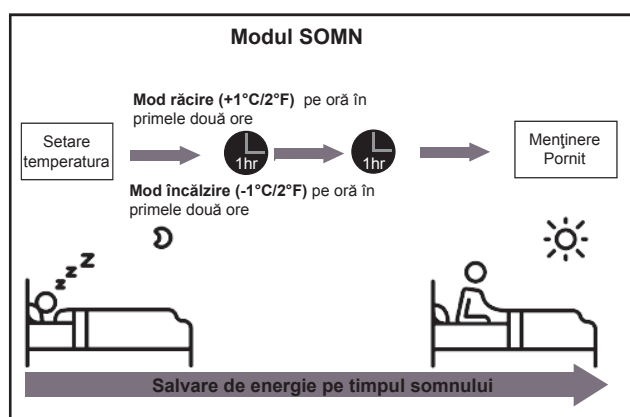 Modul SOMN
Mod răcire (+1°C/2°F) pe oră în
primele două ore
Setare
temperatura
1hr
1hr
Menţinere
Pornit
Mod încălzire (-1°C/2°F) pe oră în
primele două ore
z z z
Salvare de energie pe timpul somnului